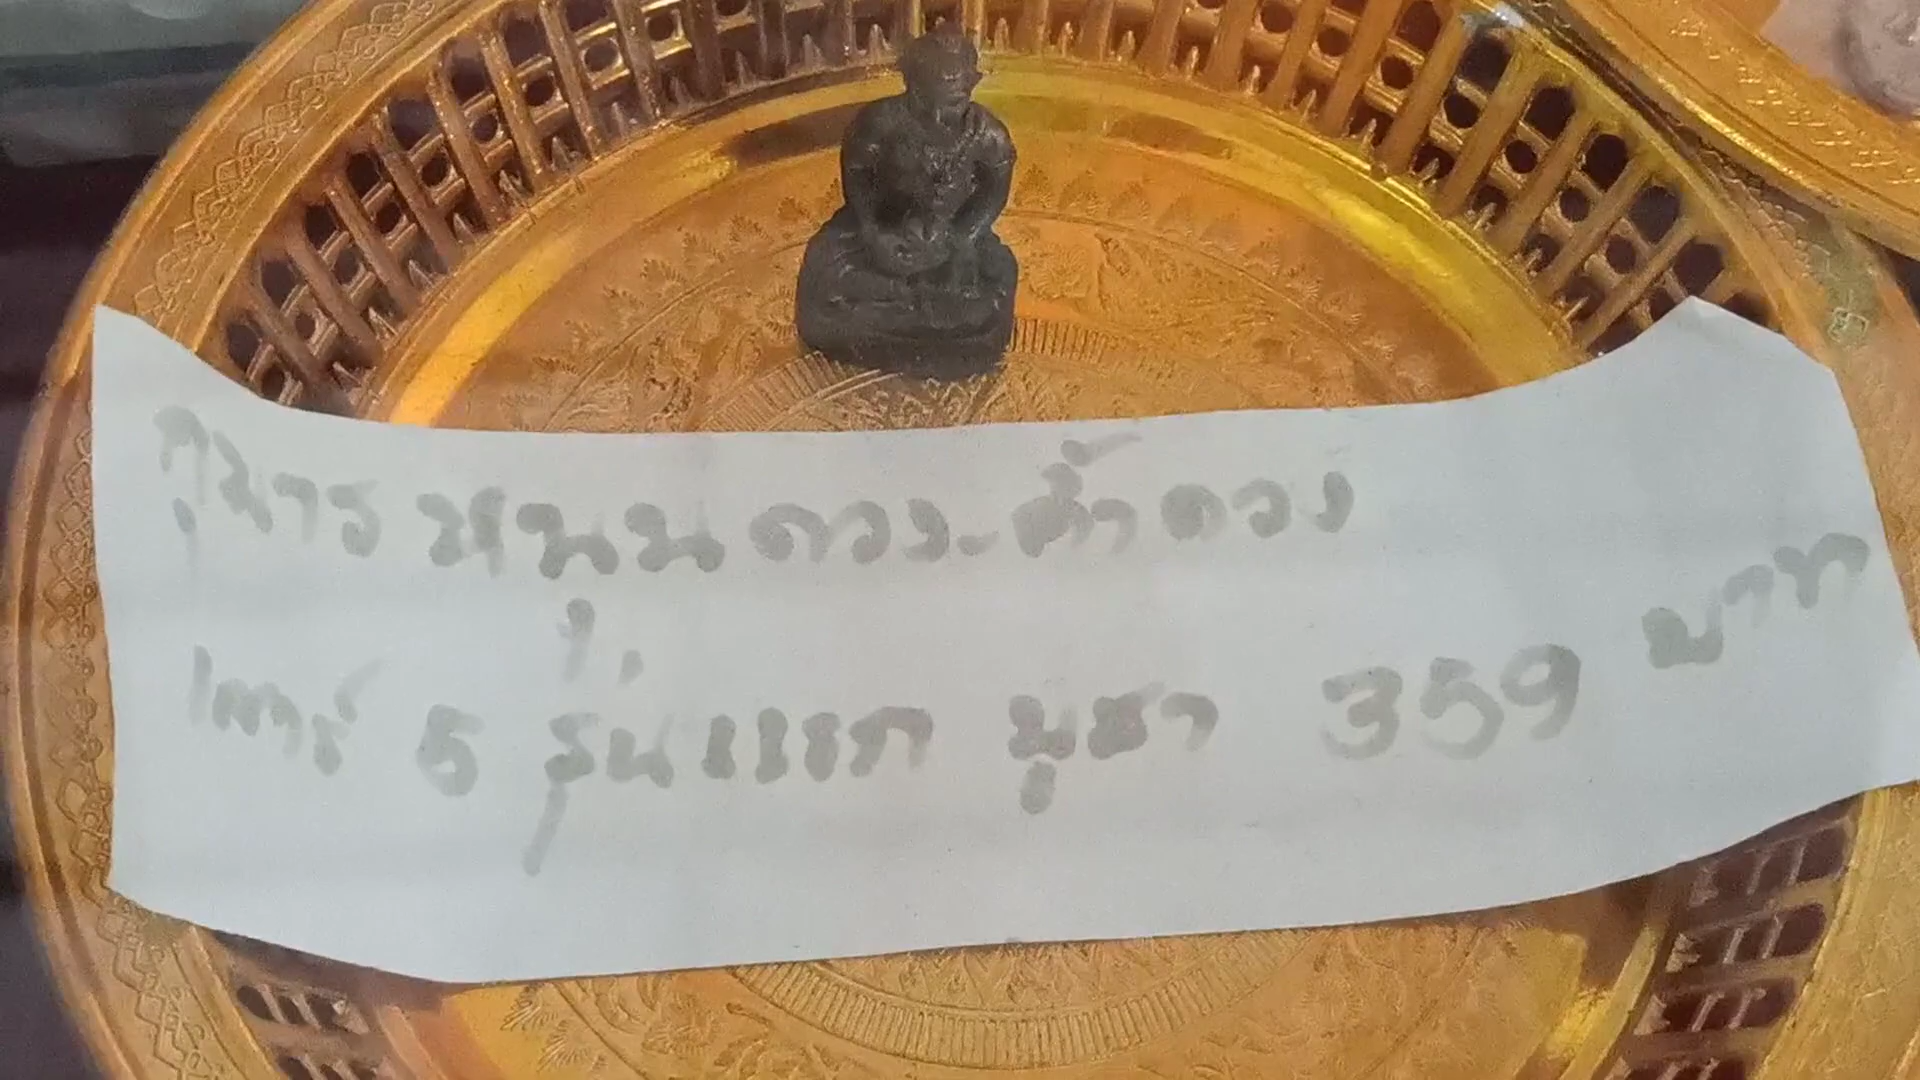 กุมารหนุนดวง-ค้ำดวง
เสาร์ 5 รุ่นแรก บูชา 359 บาท